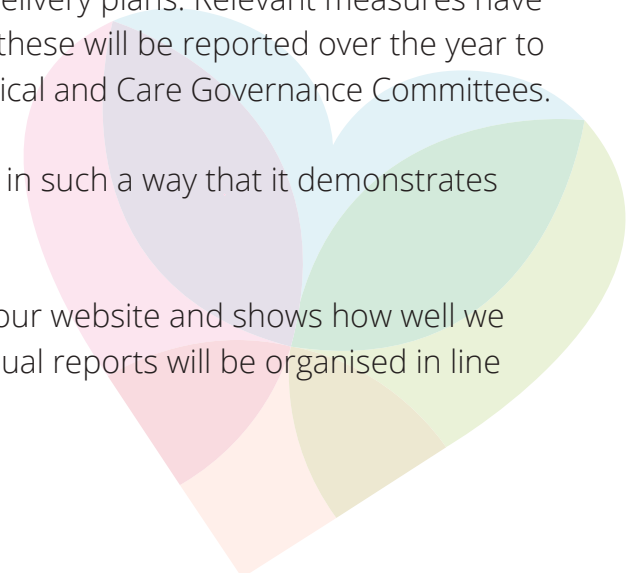 elivery plans. Relevant measures have
these will be reported over the year to
ical and Care Governance Committees.
in such a way that it demonstrates
our website and shows how well we
ual reports will be organised in line